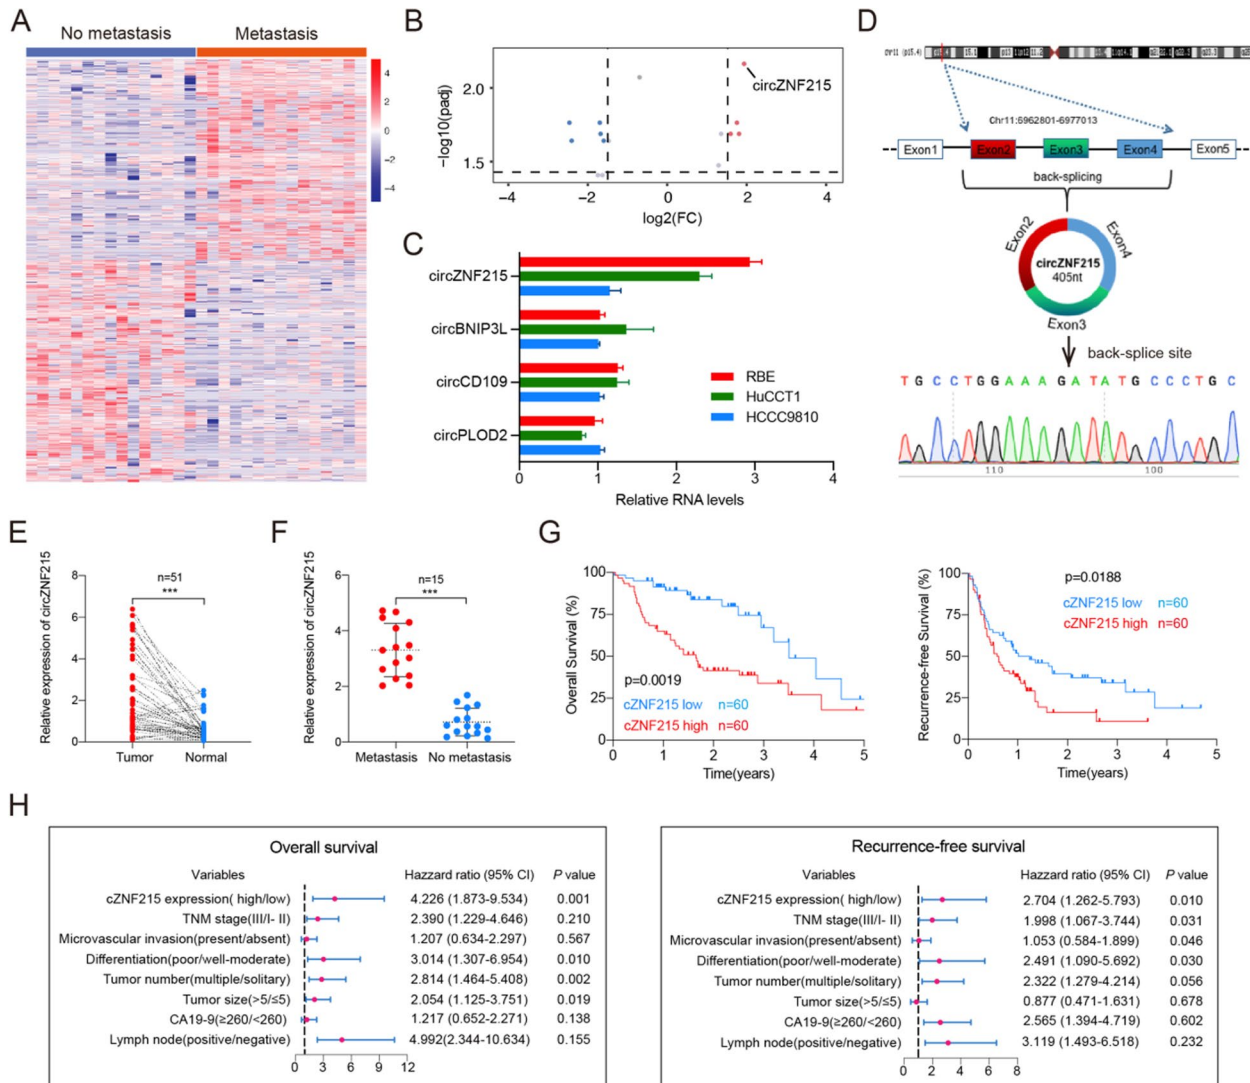 A
No metastasis
Metastasis
4
2
0
−2
−4
B
−log10(padj)
2.0
1.5
circZNF215
−4
−2
0
2
4
log2(FC)
C
circZNF215
circBNIP3L
circCD109
circPLOD2
RBE
HuCCT1
HCCC9810
0
1
2
3
4
Relative RNA levels
D
chr11 (p15.4)
Chr11:6962801-6977013
Exon1
Exon2
Exon3
Exon4
Exon5
back-splicing
Exon2
Exon4
circZNF215
405nt
Exon3
back-splice site
T G C C T G G A A A G A T A T G C C C T G C
110
100
E
Relative expression of circZNF215
8
6
4
2
0
n=51
***
Tumor
Normal
F
Relative expression of circZNF215
6
4
2
0
n=15
***
Metastasis
No metastasis
G
Overall Survival (%)
100
75
50
25
0
p=0.0019
cZNF215 low n=60
cZNF215 high n=60
0
1
2
3
4
5
Time(years)
Recurrence-free Survival (%)
100
75
50
25
0
p=0.0188
cZNF215 low n=60
cZNF215 high n=60
0
1
2
3
4
5
Time(years)
H
Overall survival
Variables Hazzard ratio (95% CI) P value
cZNF215 expression( high/low) 4.226 (1.873-9.534) 0.001
TNM stage(III/I- II) 2.390 (1.229-4.646) 0.210
Microvascular invasion(present/absent) 1.207 (0.634-2.297) 0.567
Differentiation(poor/well-moderate) 3.014 (1.307-6.954) 0.010
Tumor number(multiple/solitary) 2.814 (1.464-5.408) 0.002
Tumor size(>5/≤5) 2.054 (1.125-3.751) 0.019
CA19-9(≥260/<260) 1.217 (0.652-2.271) 0.138
Lymph node(positive/negative) 4.992(2.344-10.634) 0.155
0 3 6 9 12
Recurrence-free survival
Variables Hazzard ratio (95% CI) P value
cZNF215 expression( high/low) 2.704 (1.262-5.793) 0.010
TNM stage(III/I- II) 1.998 (1.067-3.744) 0.031
Microvascular invasion(present/absent) 1.053 (0.584-1.899) 0.046
Differentiation(poor/well-moderate) 2.491 (1.090-5.692) 0.030
Tumor number(multiple/solitary) 2.322 (1.279-4.214) 0.056
Tumor size(>5/≤5) 0.877 (0.471-1.631) 0.678
CA19-9(≥260/<260) 2.565 (1.394-4.719) 0.602
Lymph node(positive/negative) 3.119 (1.493-6.518) 0.232
0 2 4 6 8